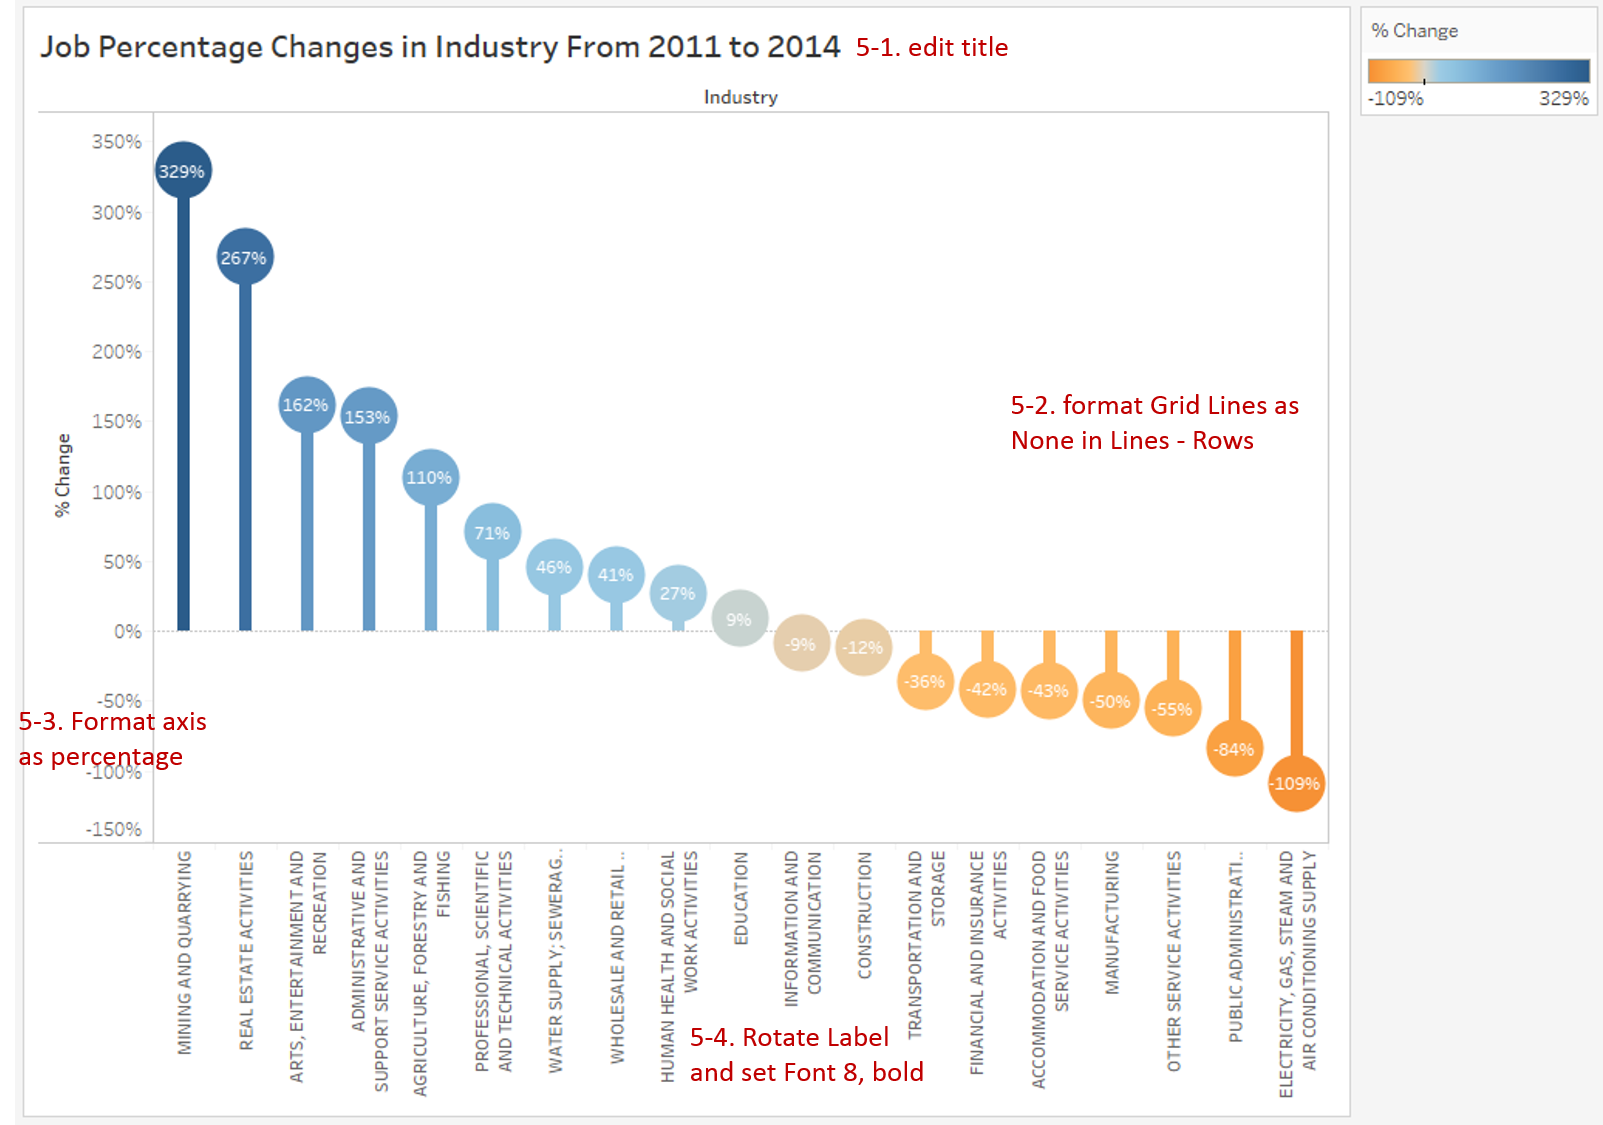 Job Percentage Changes in Industry From 2011 to 2014 5-1. edit title
% Change
-109% 329%
Industry
% Change
350%
300%
250%
200%
150%
100%
50%
0%
-50%
-100%
-150%
329%
267%
162%
153%
110%
71%
46%
41%
27%
9%
-9%
-12%
-36%
-42%
-43%
-50%
-55%
-84%
-109%
5-2. format Grid Lines as
None in Lines - Rows
5-3. Format axis
as percentage
MINING AND QUARRYING
REAL ESTATE ACTIVITIES
ARTS, ENTERTAINMENT AND
RECREATION
ADMINISTRATIVE AND
SUPPORT SERVICE ACTIVITIES
AGRICULTURE, FORESTRY AND
FISHING
PROFESSIONAL, SCIENTIFIC
AND TECHNICAL ACTIVITIES
WATER SUPPLY; SEWERAG..
WHOLESALE AND RETAIL ..
HUMAN HEALTH AND SOCIAL
WORK ACTIVITIES
EDUCATION
INFORMATION AND
COMMUNICATION
CONSTRUCTION
TRANSPORTATION AND
STORAGE
FINANCIAL AND INSURANCE
ACTIVITIES
ACCOMMODATION AND FOOD
SERVICE ACTIVITIES
MANUFACTURING
OTHER SERVICE ACTIVITIES
PUBLIC ADMINISTRATI..
ELECTRICITY, GAS, STEAM AND
AIR CONDITIONING SUPPLY
5-4. Rotate Label
and set Font 8, bold